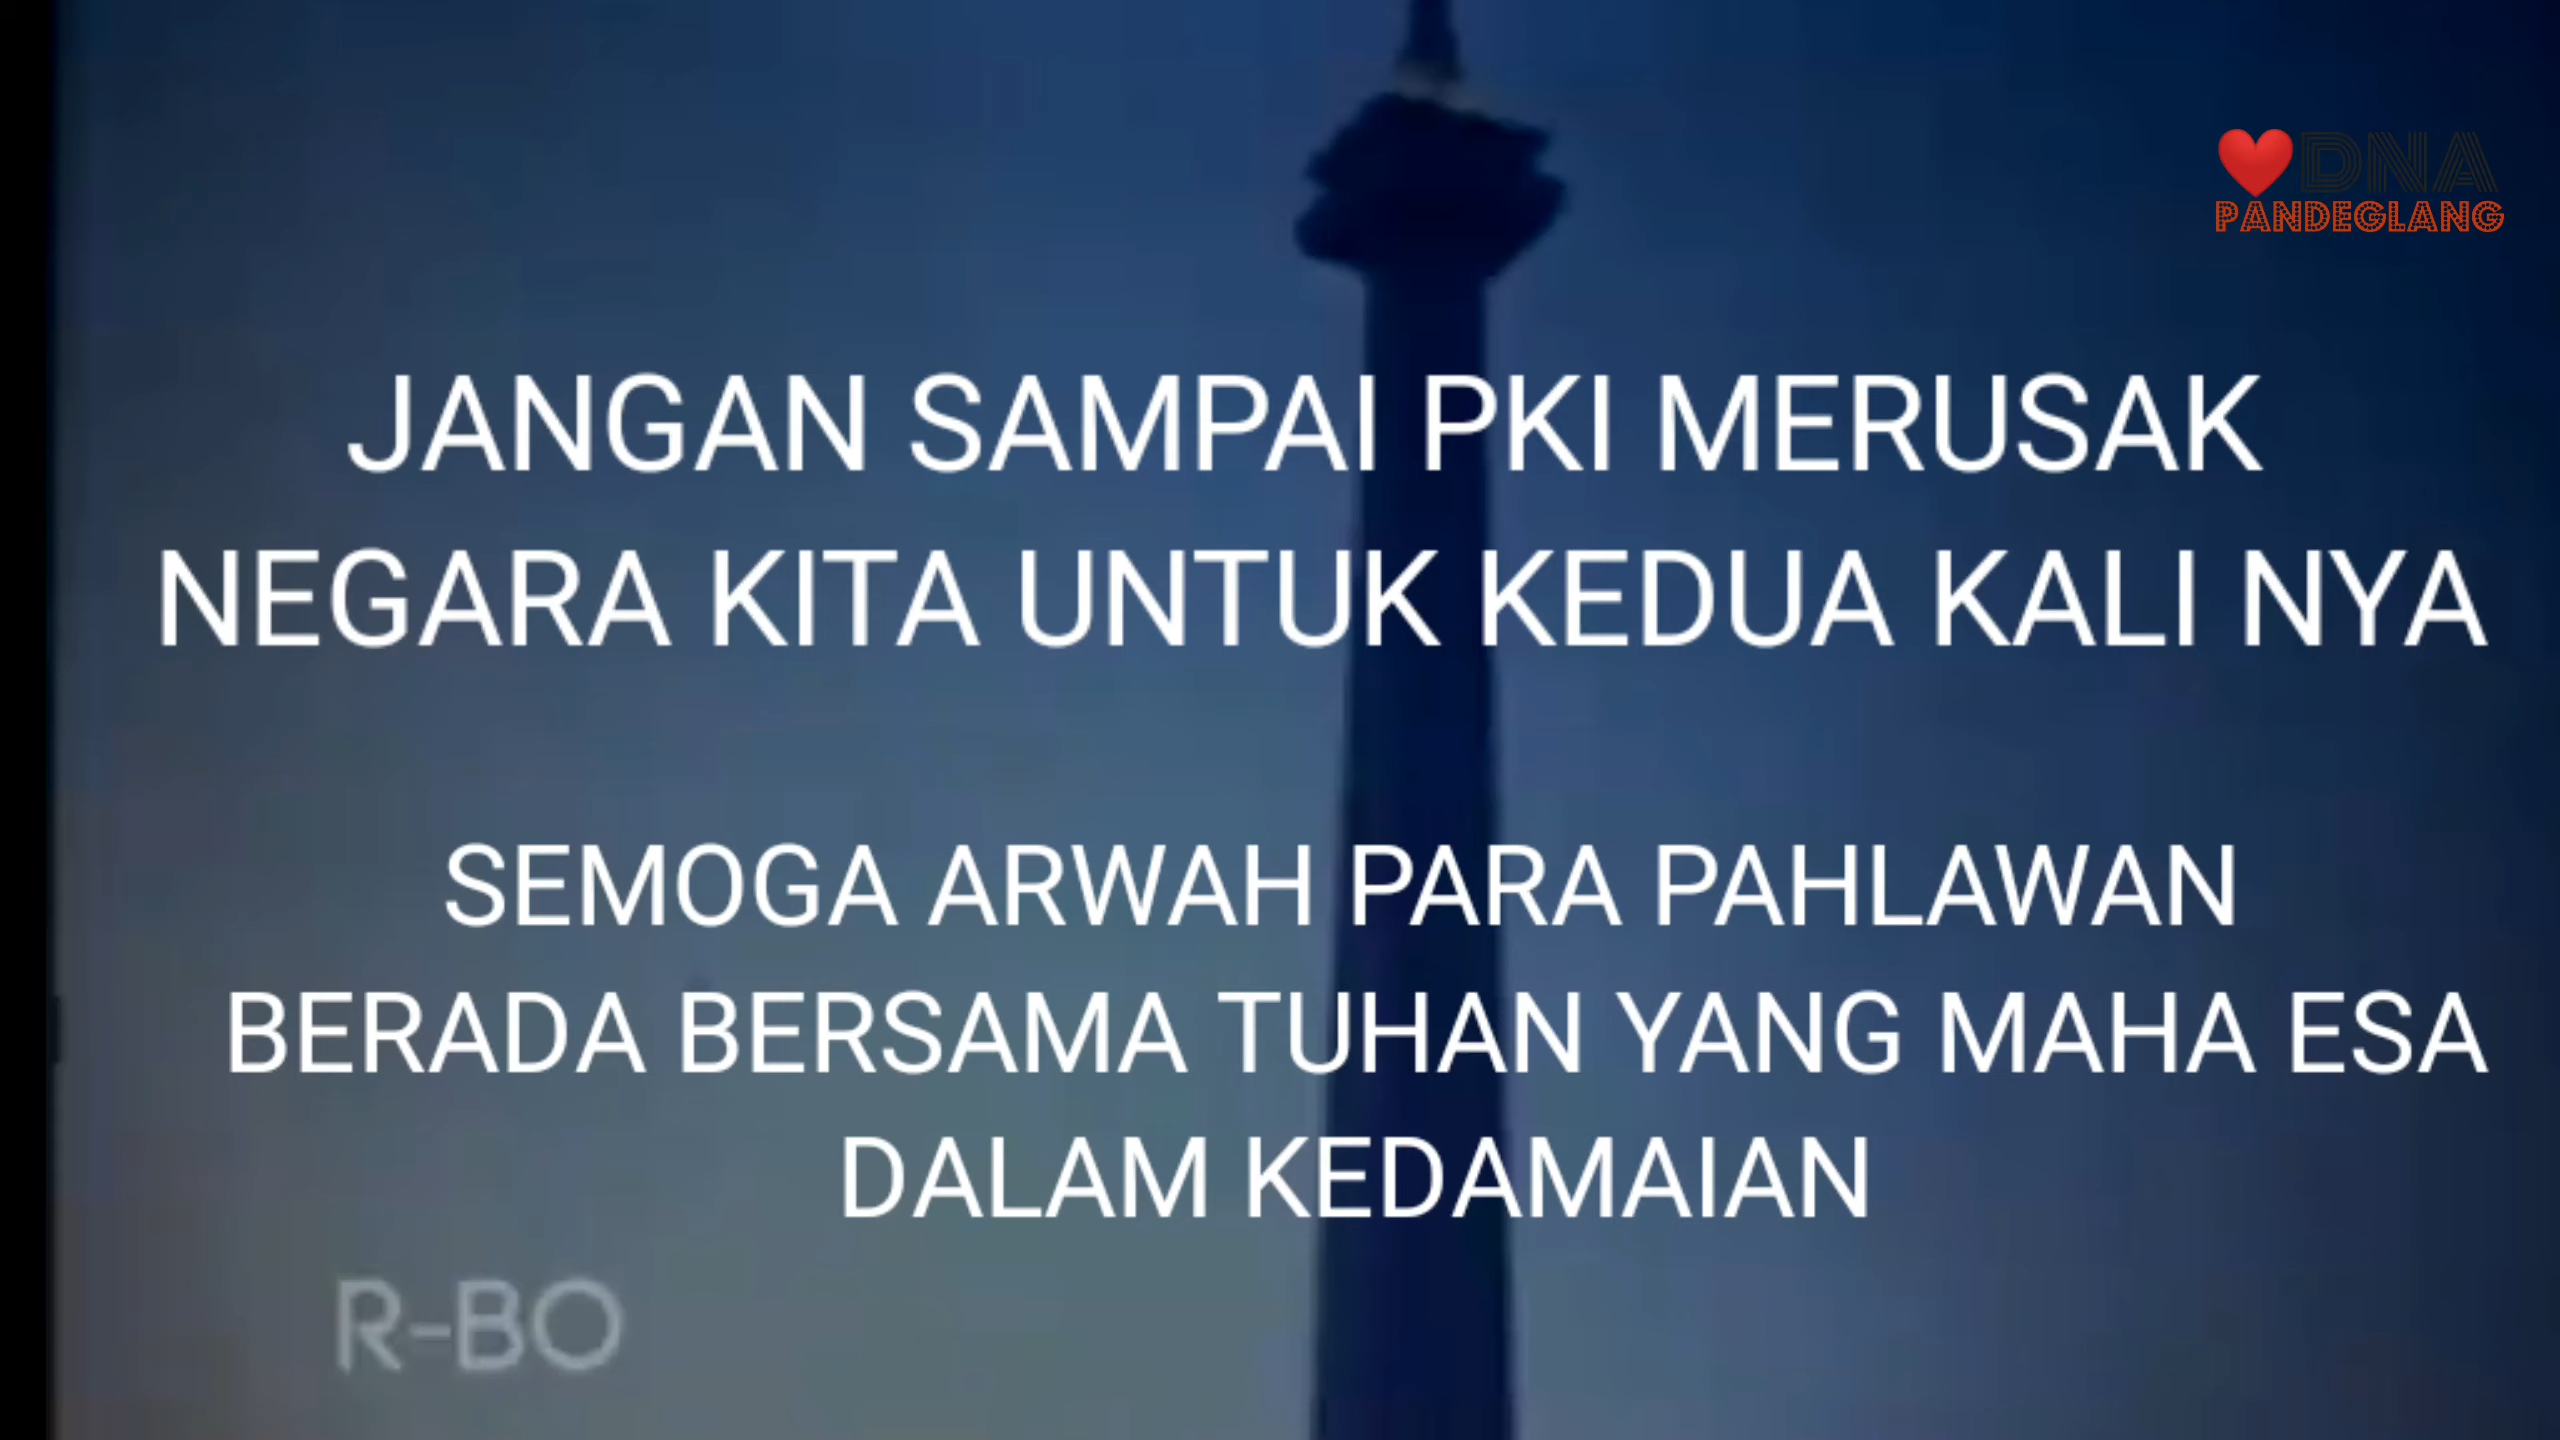 ❤️DNA
PANDEGLANG
JANGAN SAMPAI PKI MERUSAK
NEGARA KITA UNTUK KEDUA KALI NYA
SEMOGA ARWAH PARA PAHLAWAN
BERADA BERSAMA TUHAN YANG MAHA ESA
DALAM KEDAMAIAN
R-BO